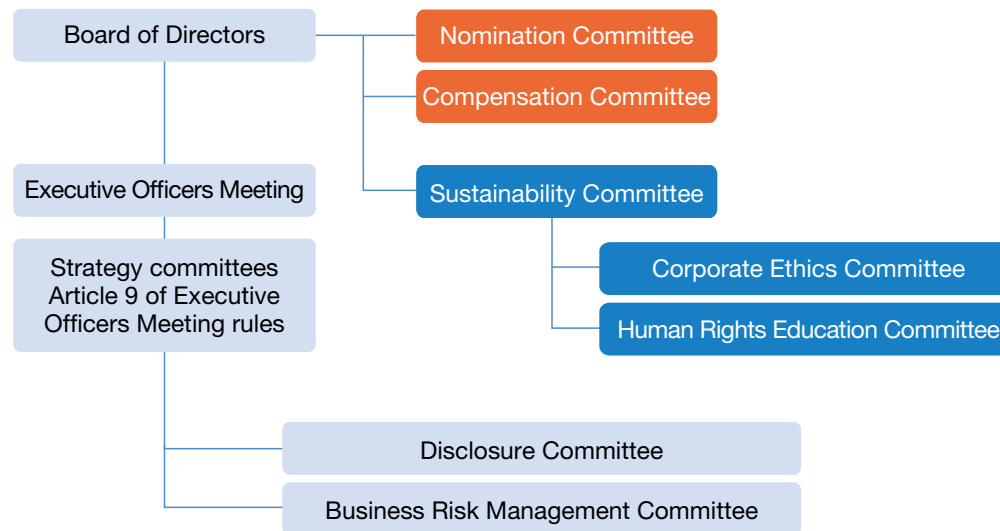 Board of Directors
Nomination Committee
Compensation Committee
Executive Officers Meeting
Sustainability Committee
Strategy committees
Article 9 of Executive
Officers Meeting rules
Corporate Ethics Committee
Human Rights Education Committee
Disclosure Committee
Business Risk Management Committee